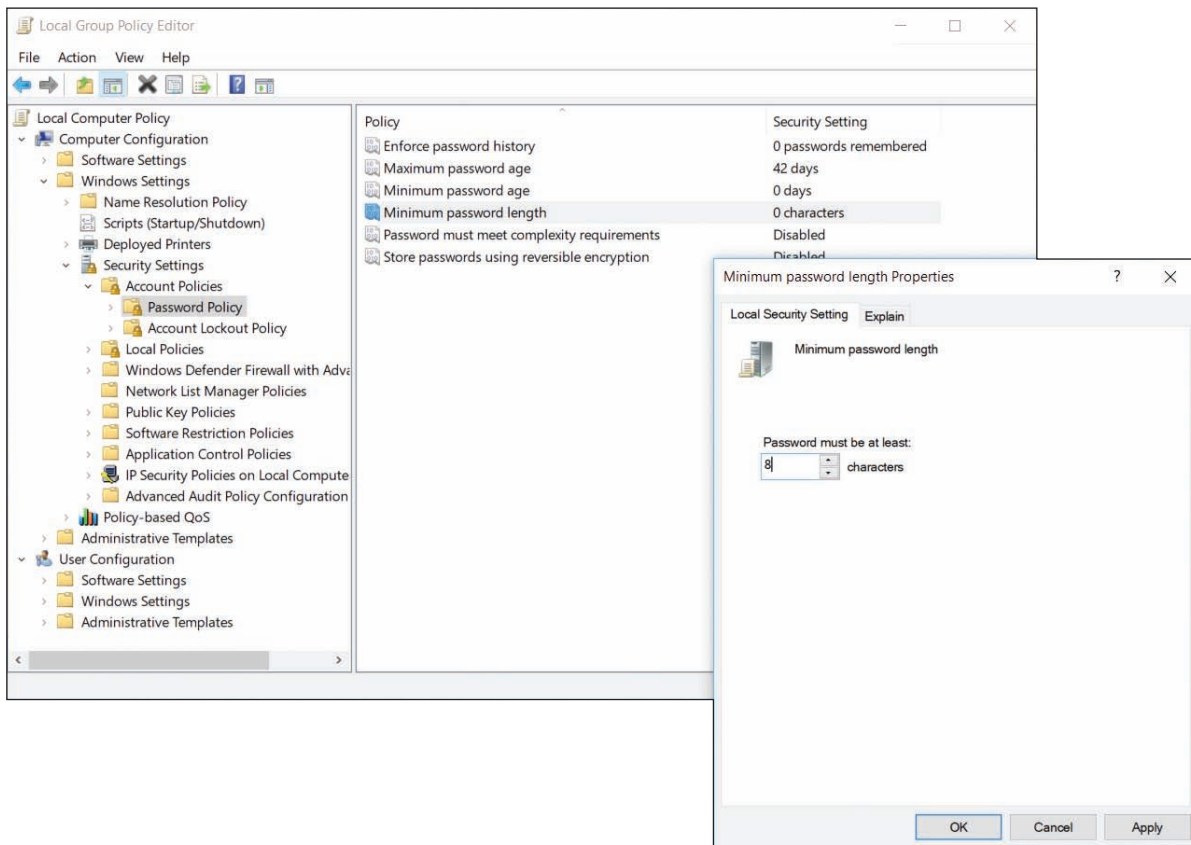 Local Group Policy Editor
File Action View Help
Local Computer Policy
Computer Configuration
Software Settings
Windows Settings
Name Resolution Policy
Scripts (Startup/Shutdown)
Deployed Printers
Security Settings
Account Policies
Password Policy
Account Lockout Policy
Local Policies
Windows Defender Firewall with Adva
Network List Manager Policies
Public Key Policies
Software Restriction Policies
Application Control Policies
IP Security Policies on Local Compute
Advanced Audit Policy Configuration
Policy-based QoS
Administrative Templates
User Configuration
Software Settings
Windows Settings
Administrative Templates
Policy Security Setting
Enforce password history 0 passwords remembered
Maximum password age 42 days
Minimum password age 0 days
Minimum password length 0 characters
Password must meet complexity requirements Disabled
Store passwords using reversible encryption Disabled
Minimum password length Properties ?
Local Security Setting Explain
Minimum password length
Password must be at least:
8 characters
OK Cancel Apply